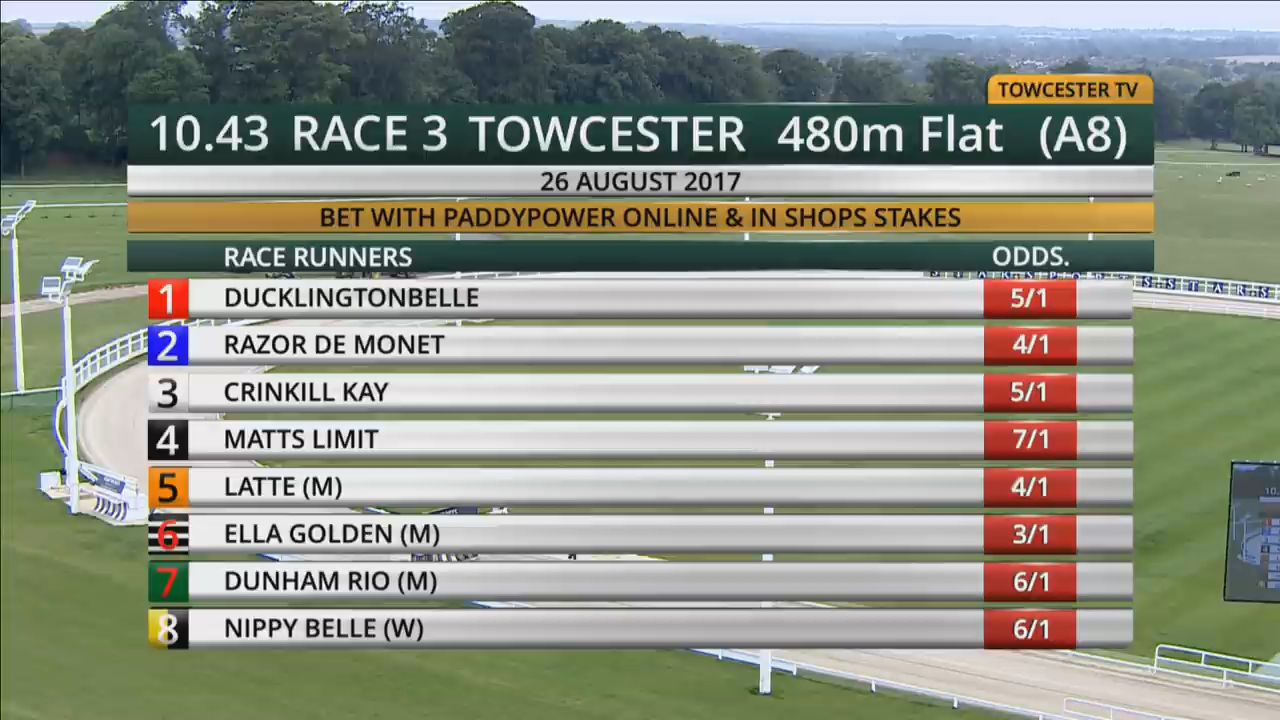 TOWCESTER TV
10.43 RACE 3 TOWCESTER 480m Flat (A8)
26 AUGUST 2017
BET WITH PADDYPOWER ONLINE & IN SHOPS STAKES
RACE RUNNERS ODDS.
1 DUCKLINGTONBELLE 5/1
2 RAZOR DE MONET 4/1
3 CRINKILL KAY 5/1
4 MATTS LIMIT 7/1
5 LATTE (M) 4/1
6 ELLA GOLDEN (M) 3/1
7 DUNHAM RIO (M) 6/1
8 NIPPY BELLE (W) 6/1